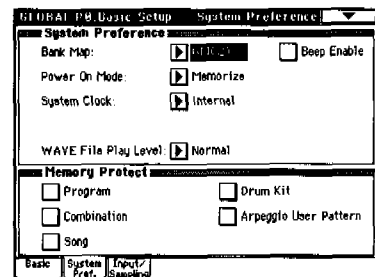 GLOBAL P0:Basic Setup System Preference
System Preference
Bank Map: Beep Enable
Power On Mode: Memorize
System Clock: Internal
WAVE File Play Level: Normal
Memory Protect
Program Drum Kit
Combination Arpeggio User Pattern
Song
Basic System Pref. Input/Sampling